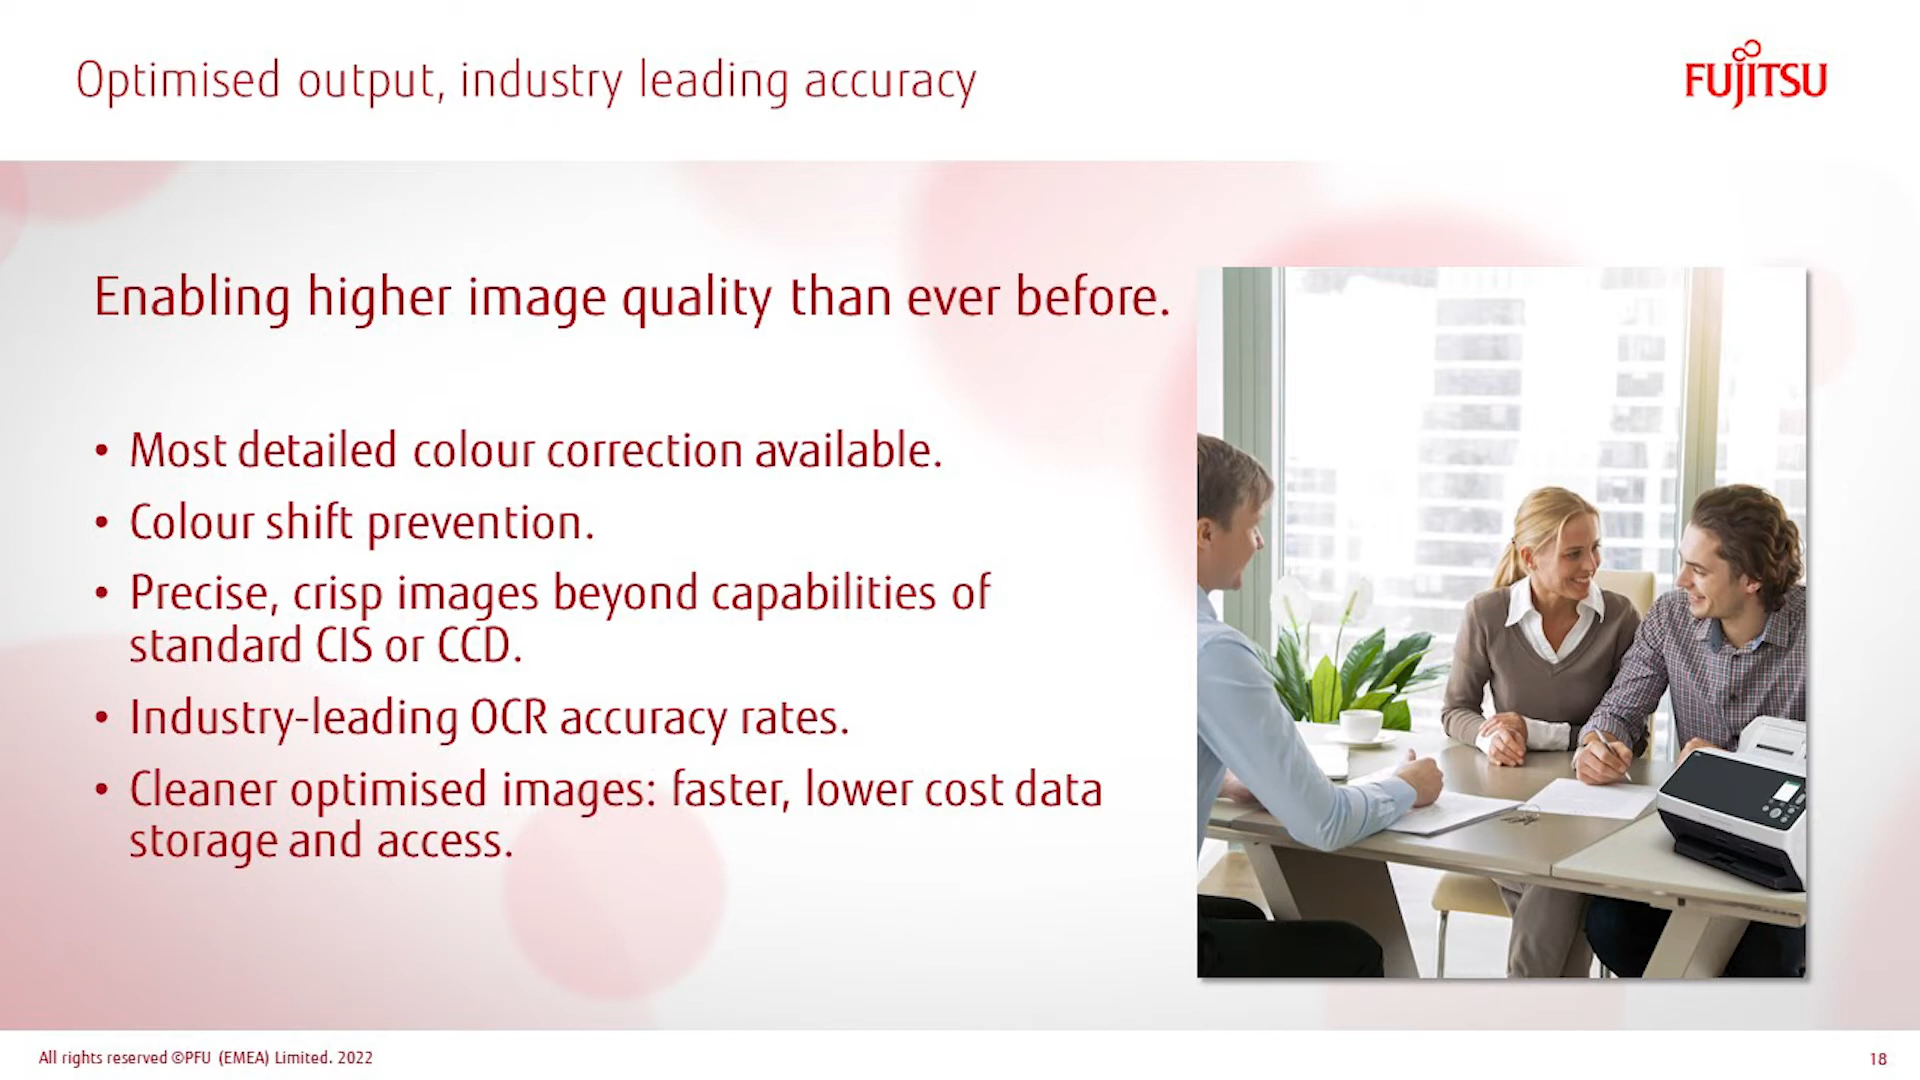 Optimised output, industry leading accuracy
FUJITSU
Enabling higher image quality than ever before.
• Most detailed colour correction available.
• Colour shift prevention.
• Precise, crisp images beyond capabilities of
standard CIS or CCD.
• Industry-leading OCR accuracy rates.
• Cleaner optimised images: faster, lower cost data
storage and access.
All rights reserved ©PFU (EMEA) Limited. 2022
18